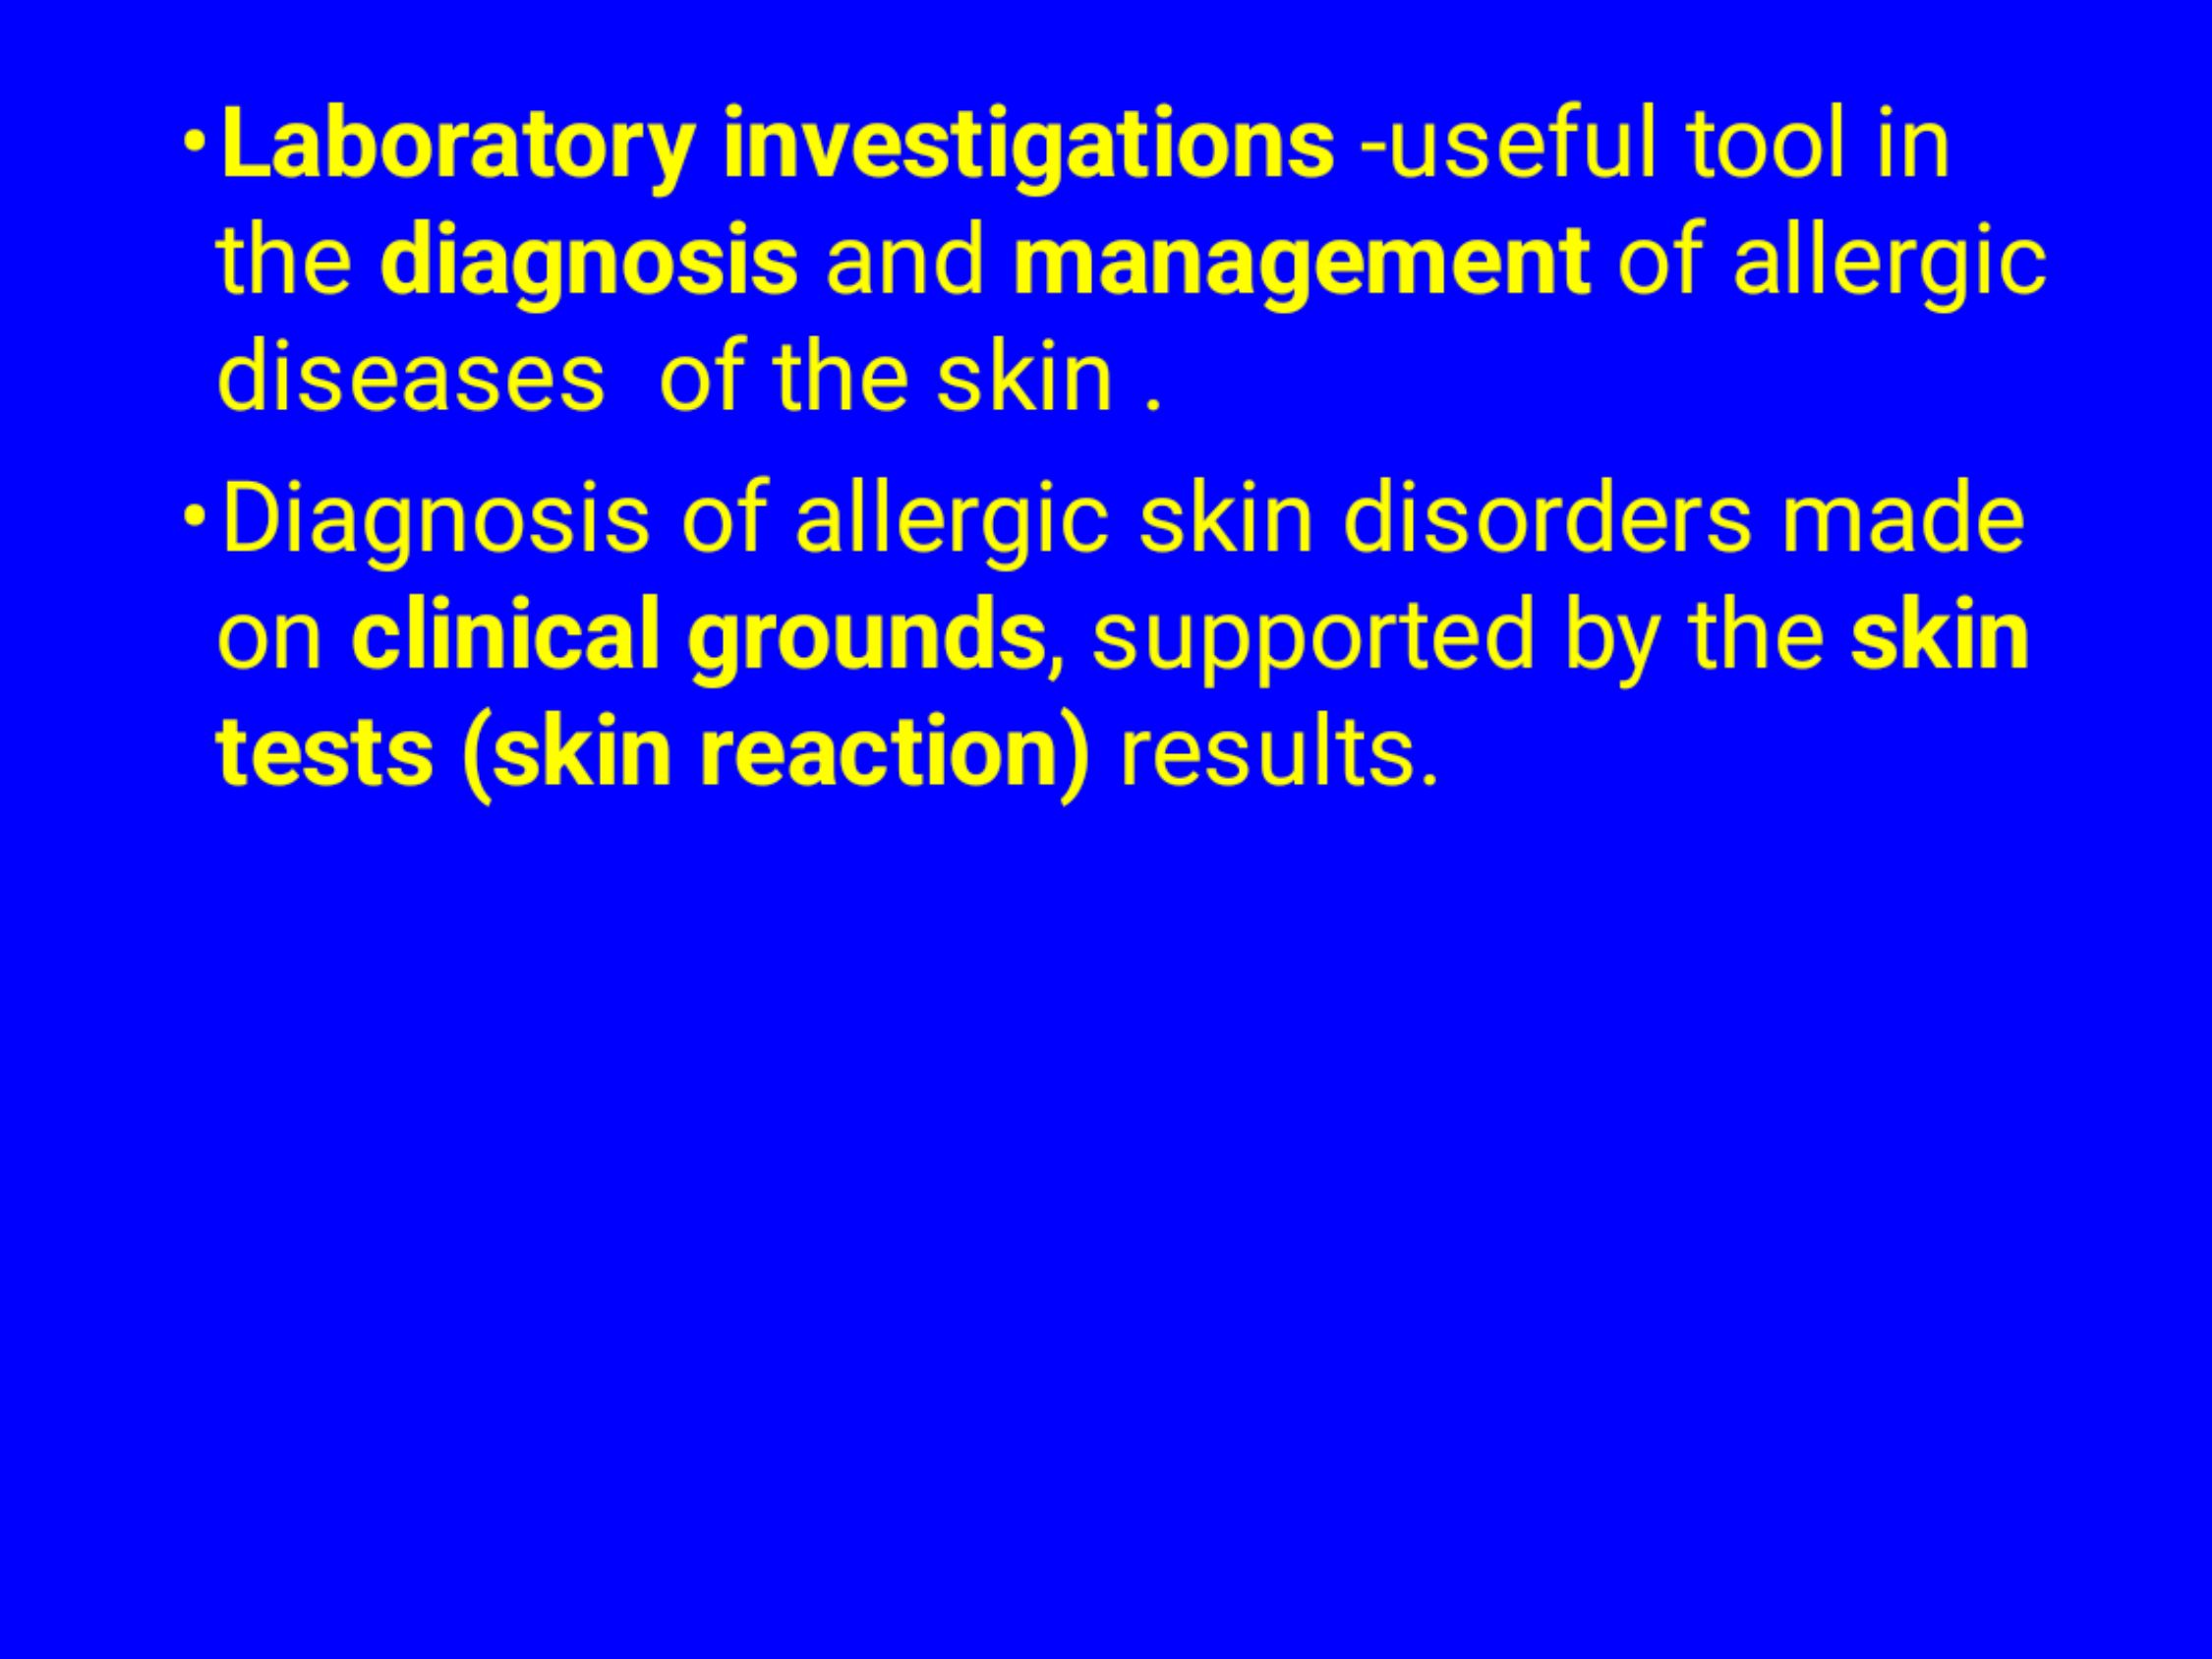 •Laboratory investigations -useful tool in
the diagnosis and management of allergic
diseases  of the skin .
•Diagnosis of allergic skin disorders made
on clinical grounds, supported by the skin
tests (skin reaction) results.